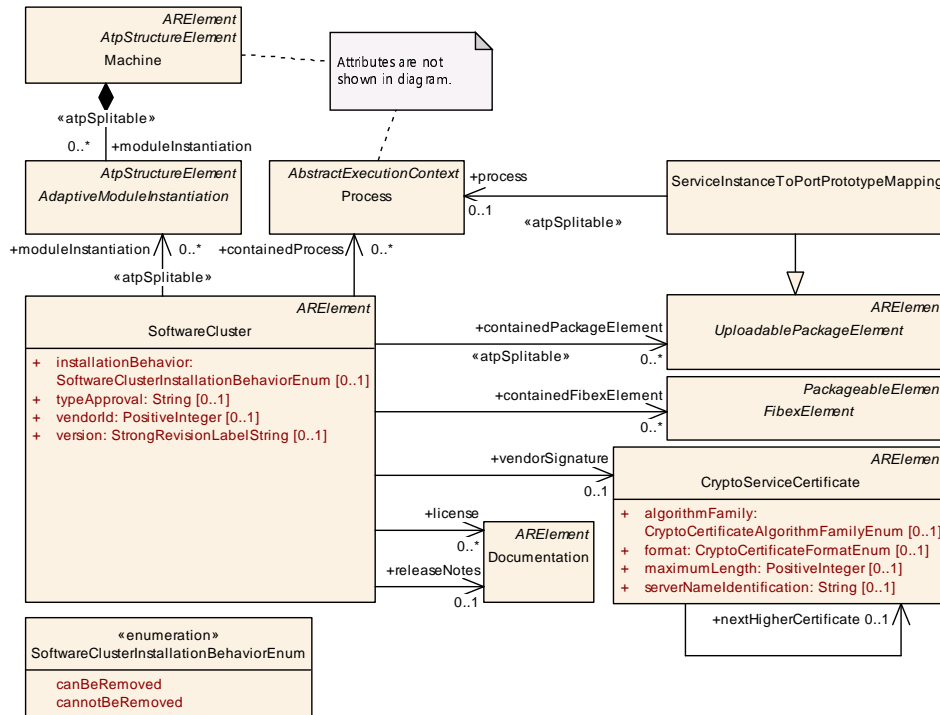 ARElement
AtpStructureElement
Machine
Attributes are not
shown in diagram.
«atpSplitable»
0..*
+moduleInstantiation
AtpStructureElement
AdaptiveModuleInstantiation
AbstractExecutionContext
Process
+process
0..1
«atpSplitable»
ServiceInstanceToPortPrototypeMapping
+moduleInstantiation
0..*
+containedProcess
0..*
«atpSplitable»
ARElement
SoftwareCluster
+ installationBehavior:
SoftwareClusterInstallationBehaviorEnum [0..1]
+ typeApproval: String [0..1]
+ vendorId: PositiveInteger [0..1]
+ version: StrongRevisionLabelString [0..1]
+containedPackageElement
«atpSplitable»
0..*
ARElemen
UploadablePackageElement
+containedFibexElement
0..*
PackageableElemen
FibexElement
+vendorSignature
0..1
ARElemen
CryptoServiceCertificate
+ algorithmFamily:
CryptoCertificateAlgorithmFamilyEnum [0..1]
+ format: CryptoCertificateFormatEnum [0..1]
+ maximumLength: PositiveInteger [0..1]
+ serverNameIdentification: String [0..1]
+license
0..*
+releaseNotes
0..1
ARElement
Documentation
+nextHigherCertificate 0..1
«enumeration»
SoftwareClusterInstallationBehaviorEnum
canBeRemoved
cannotBeRemoved